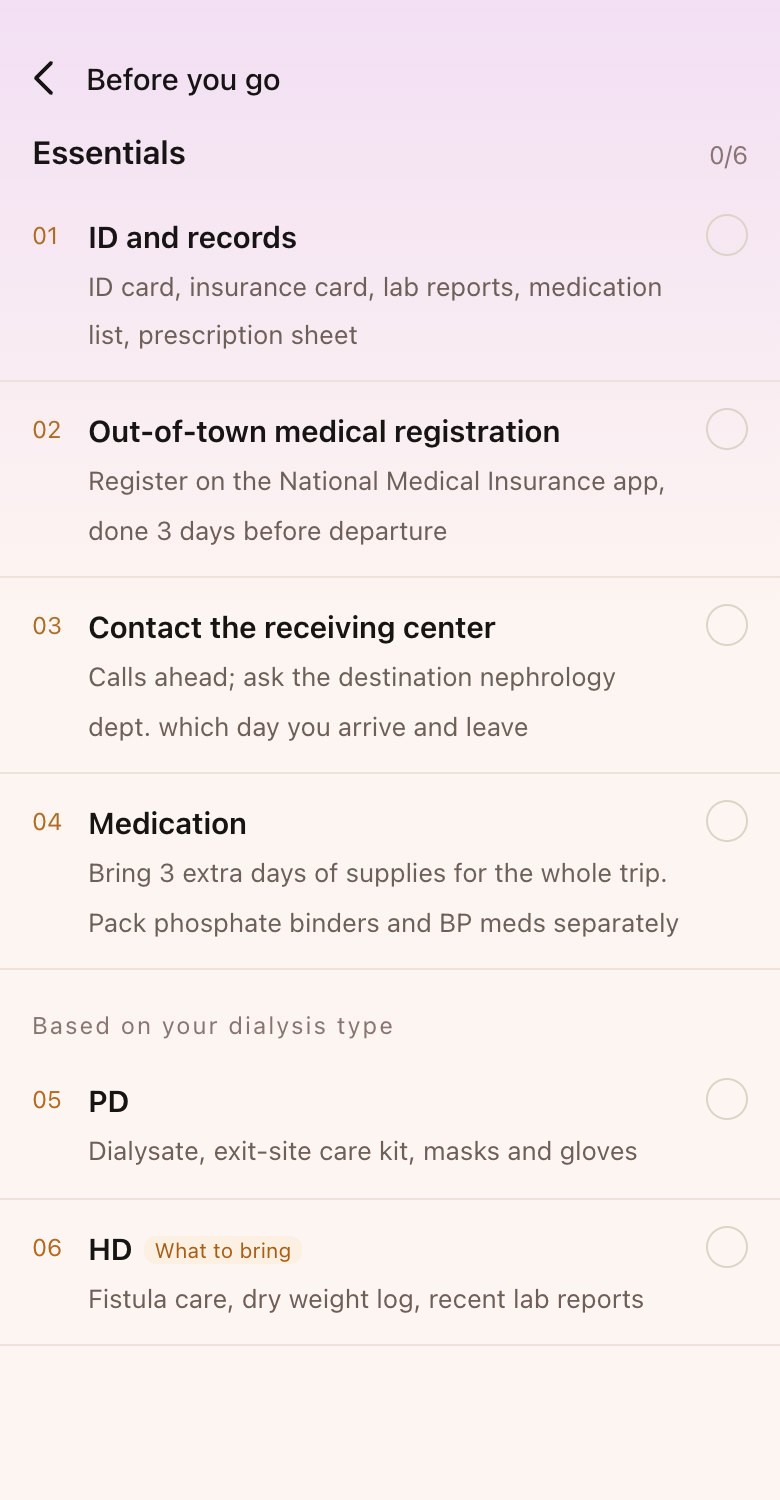 Before you go
Essentials 0/6
01 ID and records
ID card, insurance card, lab reports, medication
list, prescription sheet
02 Out-of-town medical registration
Register on the National Medical Insurance app,
done 3 days before departure
03 Contact the receiving center
Calls ahead; ask the destination nephrology
dept. which day you arrive and leave
04 Medication
Bring 3 extra days of supplies for the whole trip.
Pack phosphate binders and BP meds separately
Based on your dialysis type
05 PD
Dialysate, exit-site care kit, masks and gloves
06 HD What to bring
Fistula care, dry weight log, recent lab reports